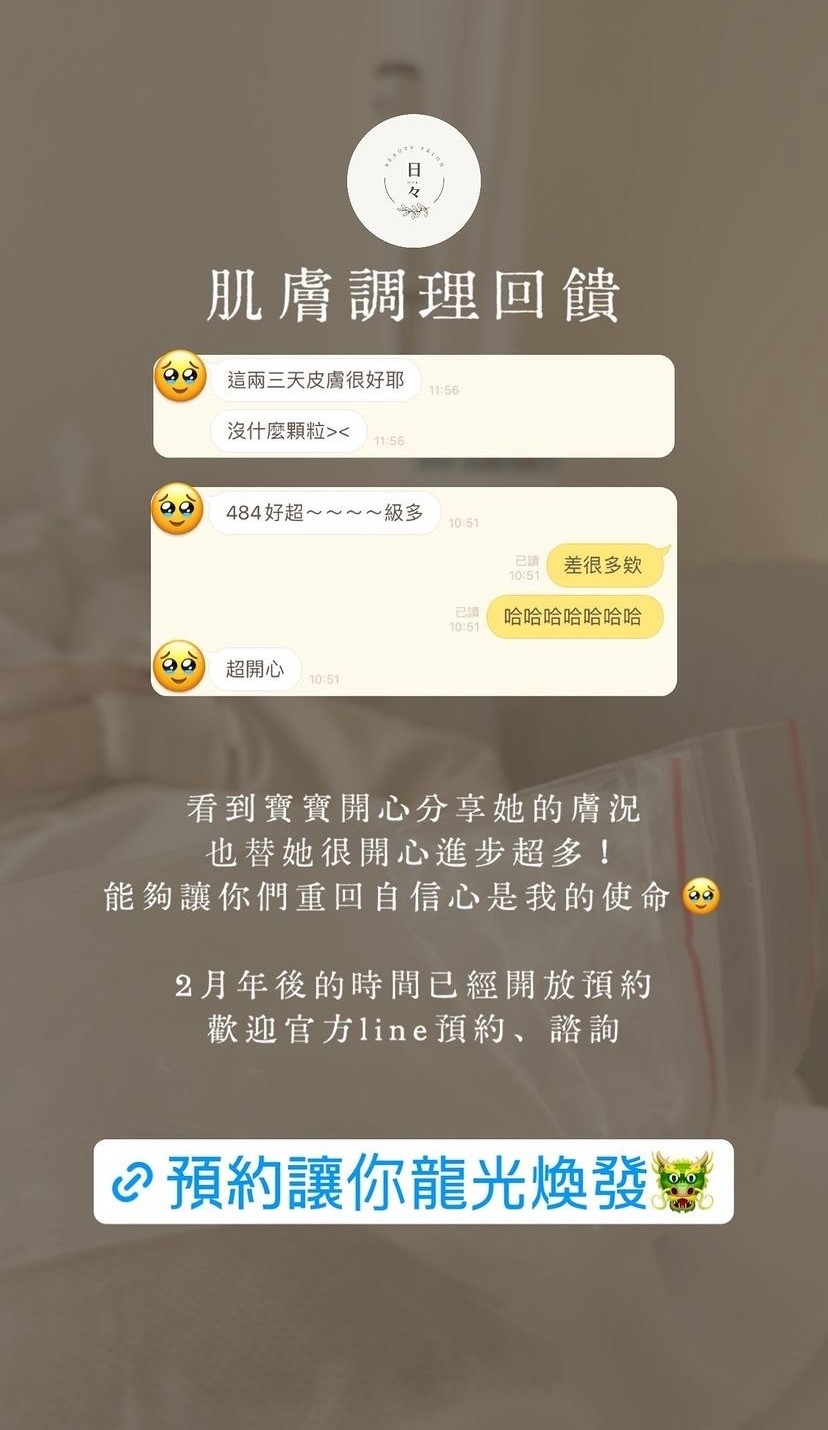 BEAUTY SALON
日々
肌膚調理回饋
這兩三天皮膚很好耶
11:56
沒什麼顆粒><
11:56
484好超～～～～級多
10:51
差很多欸
已讀
10:51
哈哈哈哈哈哈哈
已讀
10:51
超開心
10:51
看到寶寶開心分享她的膚況
也替她很開心進步超多！
能夠讓你們重回自信心是我的使命🥹
2月年後的時間已經開放預約
歡迎官方line預約、諮詢
預約讓你龍光煥發🐲